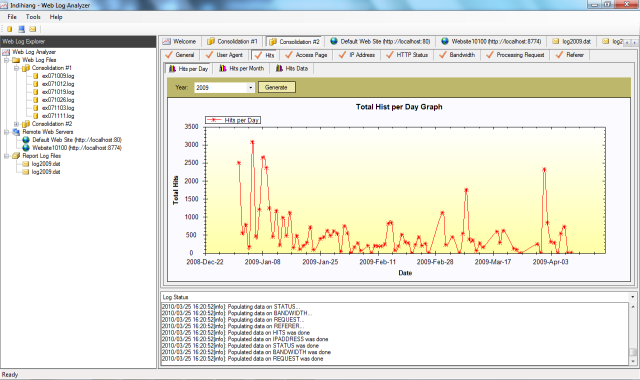 Indihiang - Web Log Analyzer
File Tools Help
Web Log Explorer
Web Log Analyzer
Web Log Files
Consolidation #1
ex071009.log
ex071012.log
ex071019.log
ex071026.log
ex071103.log
ex071111.log
Consolidation #2
Remote Web Servers
Default Web Site (http://localhost:80)
Website10100 (http://localhost:8774)
Report Log Files
log2009.dat
log2009.dat
Welcome Consolidation #1 Consolidation #2 Default Web Site (http://localhost:80) Website10100 (http://localhost:8774) log2009.dat log2
General User Agent Hits Access Page IP Address HTTP Status Bandwidth Processing Request Referer
Hits per Day Hits per Month Hits Data
Year: 2009 Generate
Total Hist per Day Graph
Hits per Day
Total Hits
3500
3000
2500
2000
1500
1000
500
0
2008-Dec-22 2009-Jan-08 2009-Jan-25 2009-Feb-11 2009-Feb-28 2009-Mar-17 2009-Apr-03
Date
Log Status
2010/03/25 16:20:52[info]: Populating data on STATUS...
2010/03/25 16:20:52[info]: Populating data on BANDWIDTH...
2010/03/25 16:20:52[info]: Populating data on REQUEST...
2010/03/25 16:20:52[info]: Populating data on REFERER...
2010/03/25 16:20:52[info]: Populated data on HITS was done
2010/03/25 16:20:52[info]: Populated data on IPADDRESS was done
2010/03/25 16:20:52[info]: Populated data on STATUS was done
2010/03/25 16:20:52[info]: Populated data on BANDWIDTH was done
2010/03/25 16:20:52[info]: Populated data on REQUEST was done
Ready